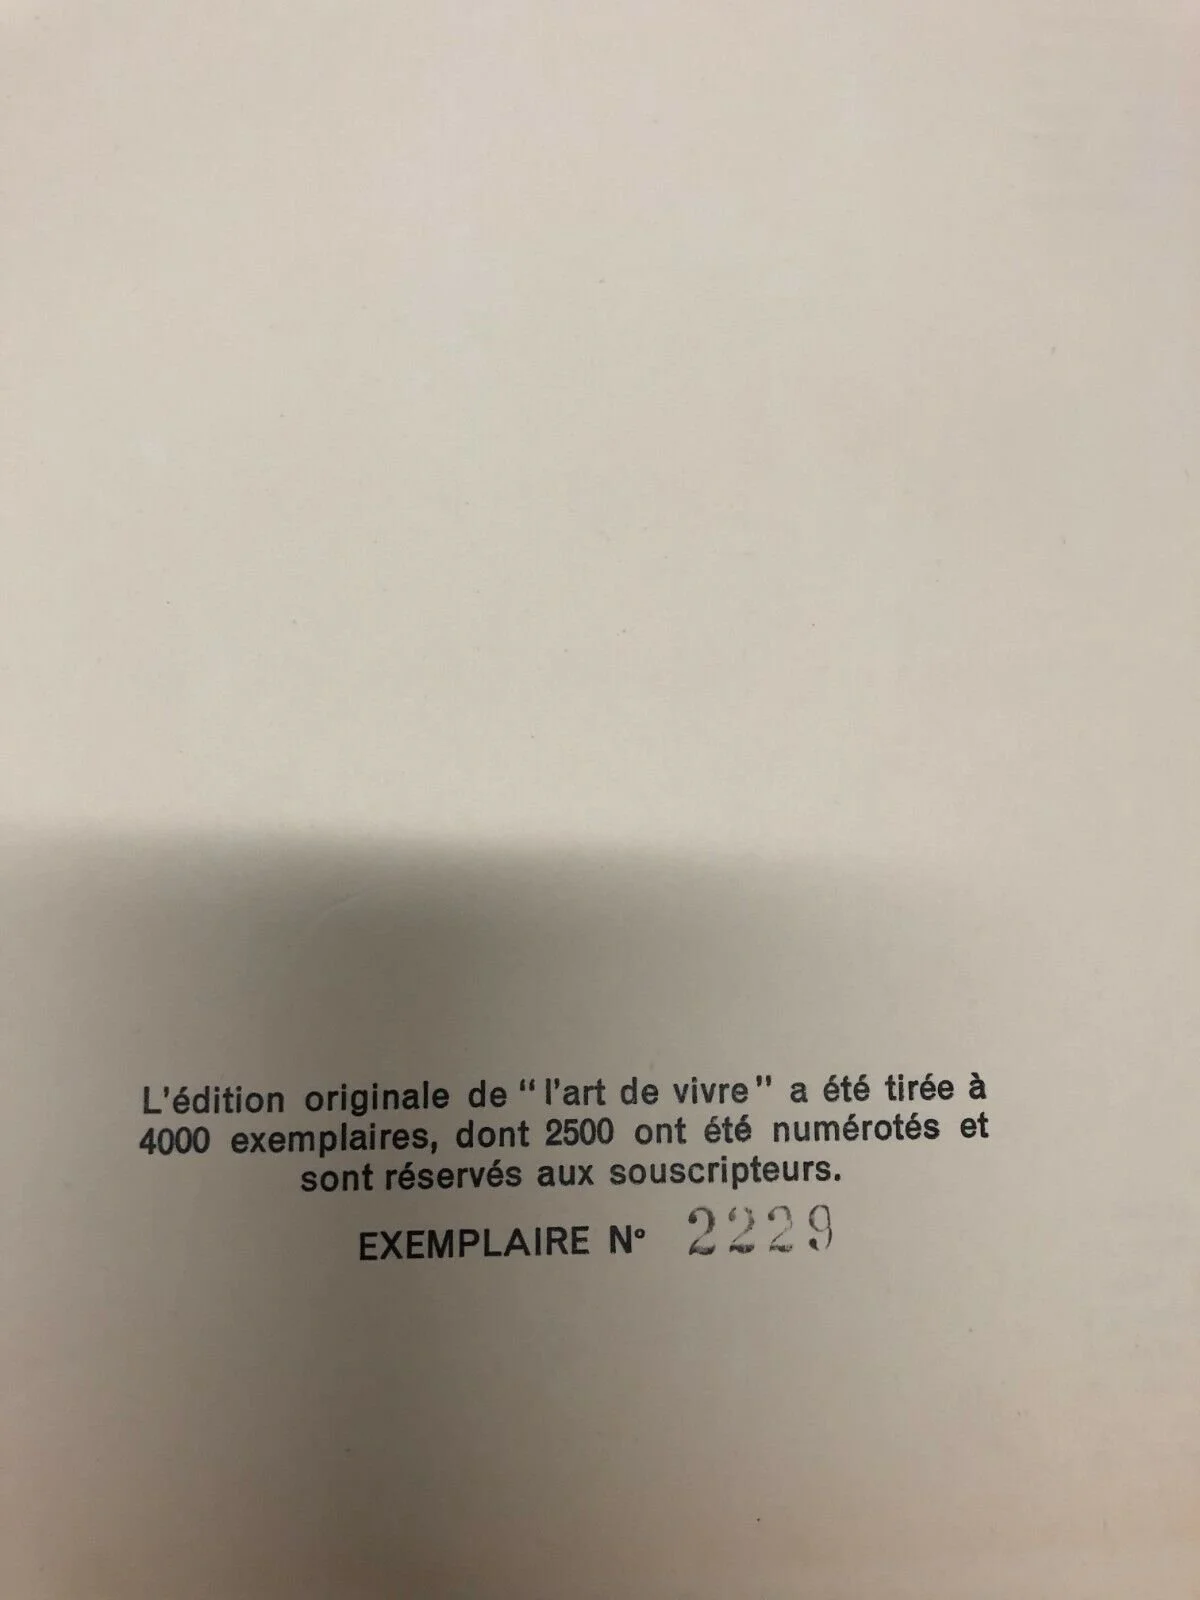 L'édition originale de “l'art de vivre” a été tirée à
4000 exemplaires, dont 2500 ont été numérotés et
sont réservés aux souscripteurs.
EXEMPLAIRE Nº 2229